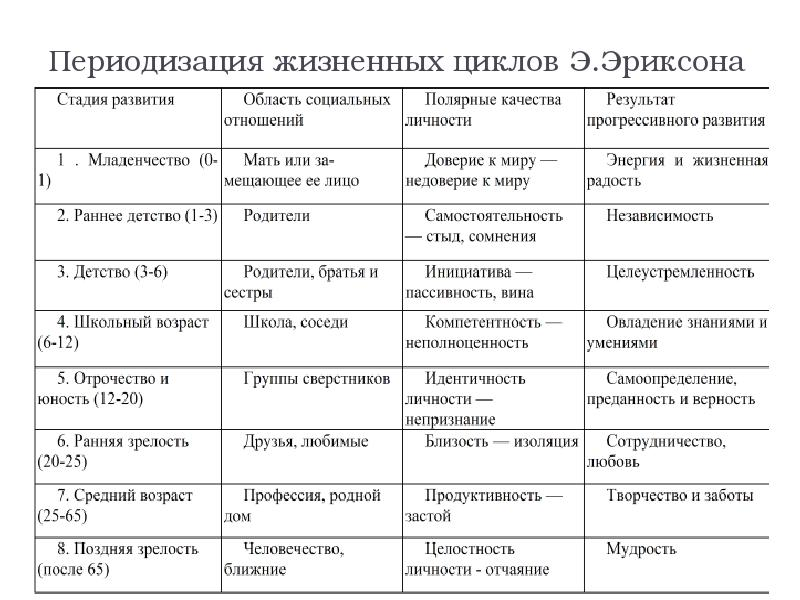 Периодизация жизненных циклов Э.Эриксона
Стадия развития
Область социальных
отношений
Полярные качества
личности
Результат
прогрессивного развития
1 . Младенчество (0-
1)
Мать или за-
мещающее ее лицо
Доверие к миру —
недоверие к миру
Энергия и жизненная
радость
2. Раннее детство (1-3)
Родители
Самостоятельность
— стыд, сомнения
Независимость
3. Детство (3-6)
Родители, братья и
сестры
Инициатива —
пассивность, вина
Целеустремленность
4. Школьный возраст
(6-12)
Школа, соседи
Компетентность —
неполноценность
Овладение знаниями и
умениями
5. Отрочество и
юность (12-20)
Группы сверстников
Идентичность
личности —
непризнание
Самоопределение,
преданность и верность
6. Ранняя зрелость
(20-25)
Друзья, любимые
Близость — изоляция
Сотрудничество,
любовь
7. Средний возраст
(25-65)
Профессия, родной
дом
Продуктивность —
застой
Творчество и заботы
8. Поздняя зрелость
(после 65)
Человечество,
ближние
Целостность
личности - отчаяние
Мудрость